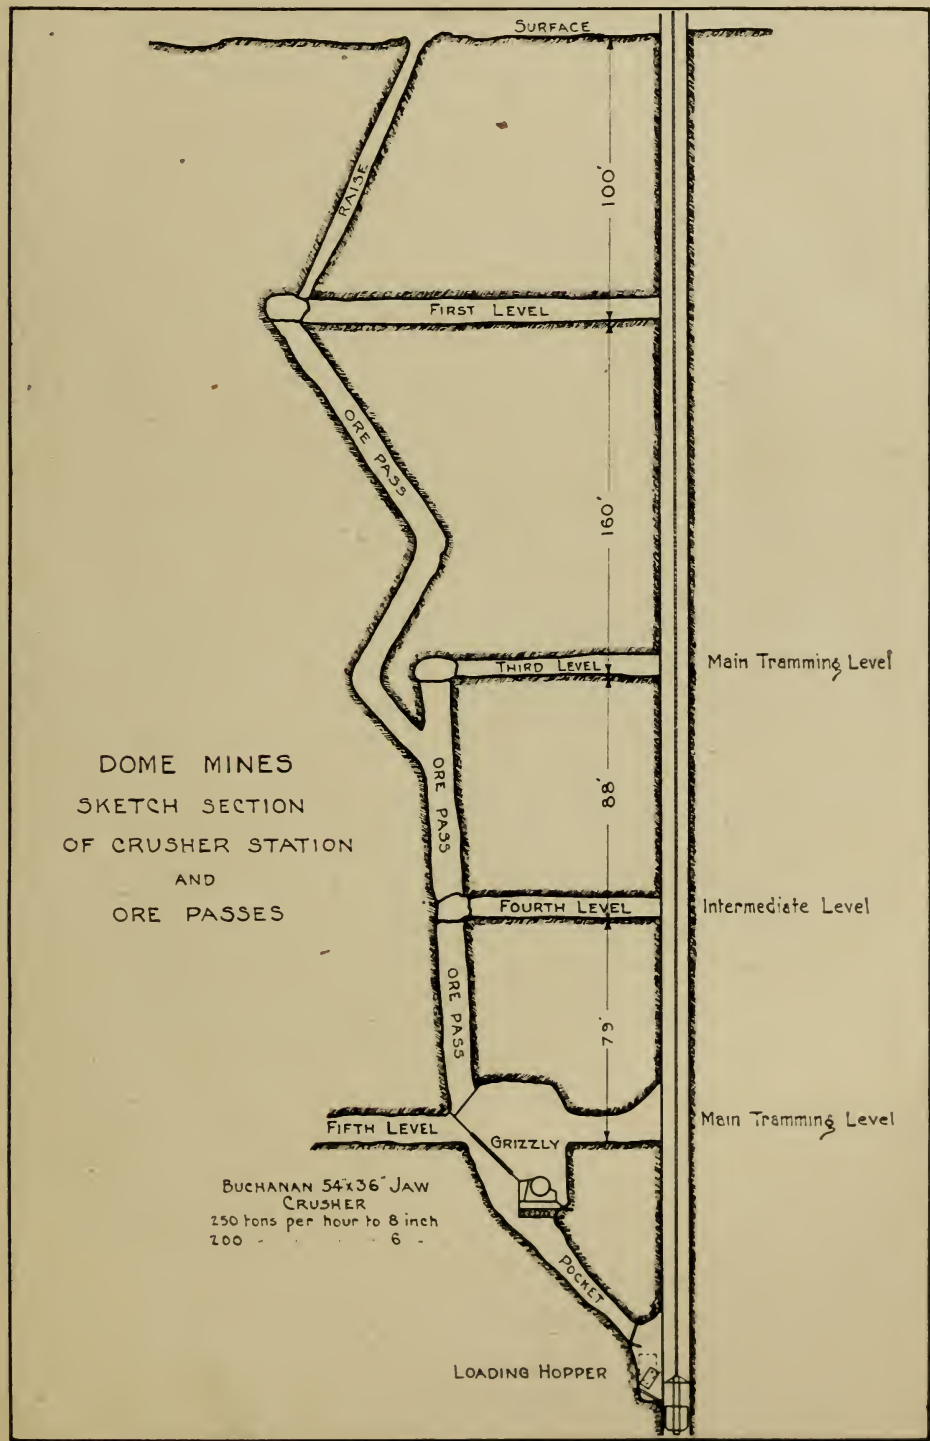 SURFACE
RAISE
100'
FIRST LEVEL
ORE PASS
160'
THIRD LEVEL
Main Tramming Level
DOME MINES
SKETCH SECTION
OF CRUSHER STATION
AND
ORE PASSES
ORE PASS
88'
FOURTH LEVEL
Intermediate Level
ORE PASS
79'
FIFTH LEVEL
Main Tramming Level
GRIZZLY
BUCHANAN 54"x36" JAW
CRUSHER
250 tons per hour to 8 inch
200 - - - - 6 -
POCKET
LOADING HOPPER